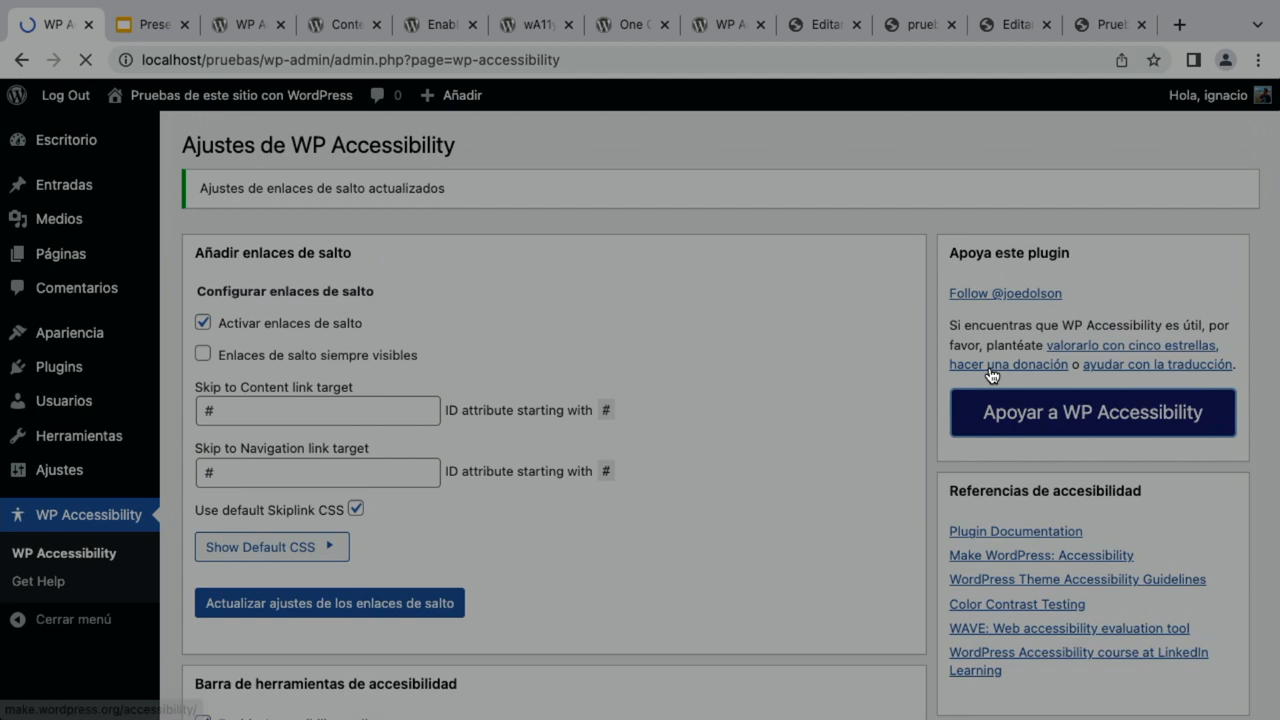 WP A
Prese
WP A
Conte
Enabl
wA11
One C
WP A
Editar
prueb
Editar
Prueb
localhost/pruebas/wp-admin/admin.php?page=wp-accessibility
Log Out
Pruebas de este sitio con WordPress
0
Añadir
Hola, ignacio
Escritorio
Entradas
Medios
Páginas
Comentarios
Apariencia
Plugins
Usuarios
Herramientas
Ajustes
WP Accessibility
WP Accessibility
Get Help
Cerrar menú
make.wordpress.org/accessibility/
Ajustes de WP Accessibility
Ajustes de enlaces de salto actualizados
Añadir enlaces de salto
Configurar enlaces de salto
Activar enlaces de salto
Enlaces de salto siempre visibles
Skip to Content link target
# ID attribute starting with #
Skip to Navigation link target
# ID attribute starting with #
Use default Skiplink CSS
Show Default CSS
Actualizar ajustes de los enlaces de salto
Barra de herramientas de accesibilidad
Apoya este plugin
Follow @joedolson
Si encuentras que WP Accessibility es útil, por
favor, plantéate valorarlo con cinco estrellas,
hacer una donación o ayudar con la traducción.
Apoyar a WP Accessibility
Referencias de accesibilidad
Plugin Documentation
Make WordPress: Accessibility
WordPress Theme Accessibility Guidelines
Color Contrast Testing
WAVE: Web accessibility evaluation tool
WordPress Accessibility course at LinkedIn
Learning